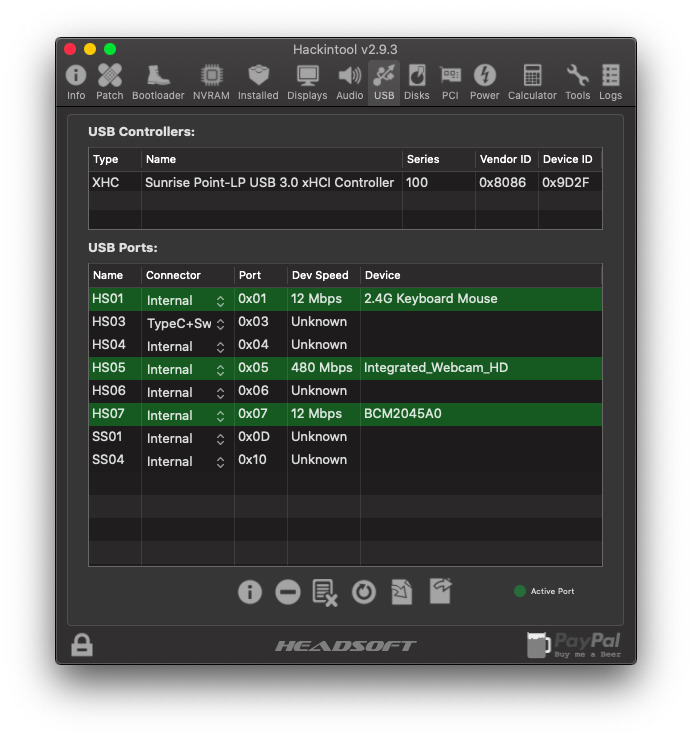 Hackintool v2.9.3
Info Patch Bootloader NVRAM Installed Displays Audio USB Disks PCI Power Calculator Tools Logs
USB Controllers:
Type Name Series Vendor ID Device ID
XHC Sunrise Point-LP USB 3.0 xHCI Controller 100 0x8086 0x9D2F
USB Ports:
Name Connector Port Dev Speed Device
HS01 Internal 0x01 12 Mbps 2.4G Keyboard Mouse
HS03 TypeC+Sw 0x03 Unknown
HS04 Internal 0x04 Unknown
HS05 Internal 0x05 480 Mbps Integrated_Webcam_HD
HS06 Internal 0x06 Unknown
HS07 Internal 0x07 12 Mbps BCM2045A0
SS01 Internal 0x0D Unknown
SS04 Internal 0x10 Unknown
Active Port
HEADSOFT
PayPal
Buy me a Beer